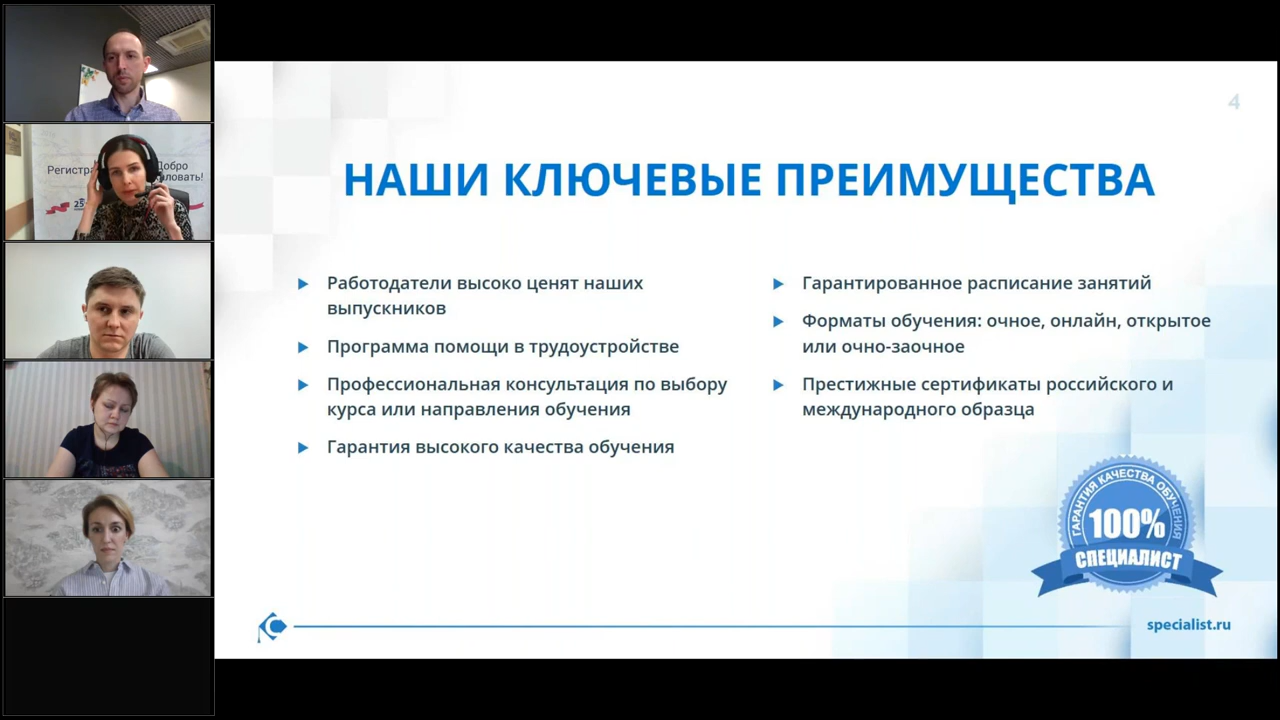 Регистра
Добро
25
4
НАШИ КЛЮЧЕВЫЕ ПРЕИМУЩЕСТВА
Работодатели высоко ценят наших
выпускников
Программа помощи в трудоустройстве
Профессиональная консультация по выбору
курса или направления обучения
Гарантия высокого качества обучения
Гарантированное расписание занятий
Форматы обучения: очное, онлайн, открытое
или очно-заочное
Престижные сертификаты российского и
международного образца
ГАРАНТИЯ КАЧЕСТВА ОБУЧЕНИЯ
100%
СПЕЦИАЛИСТ
specialist.ru